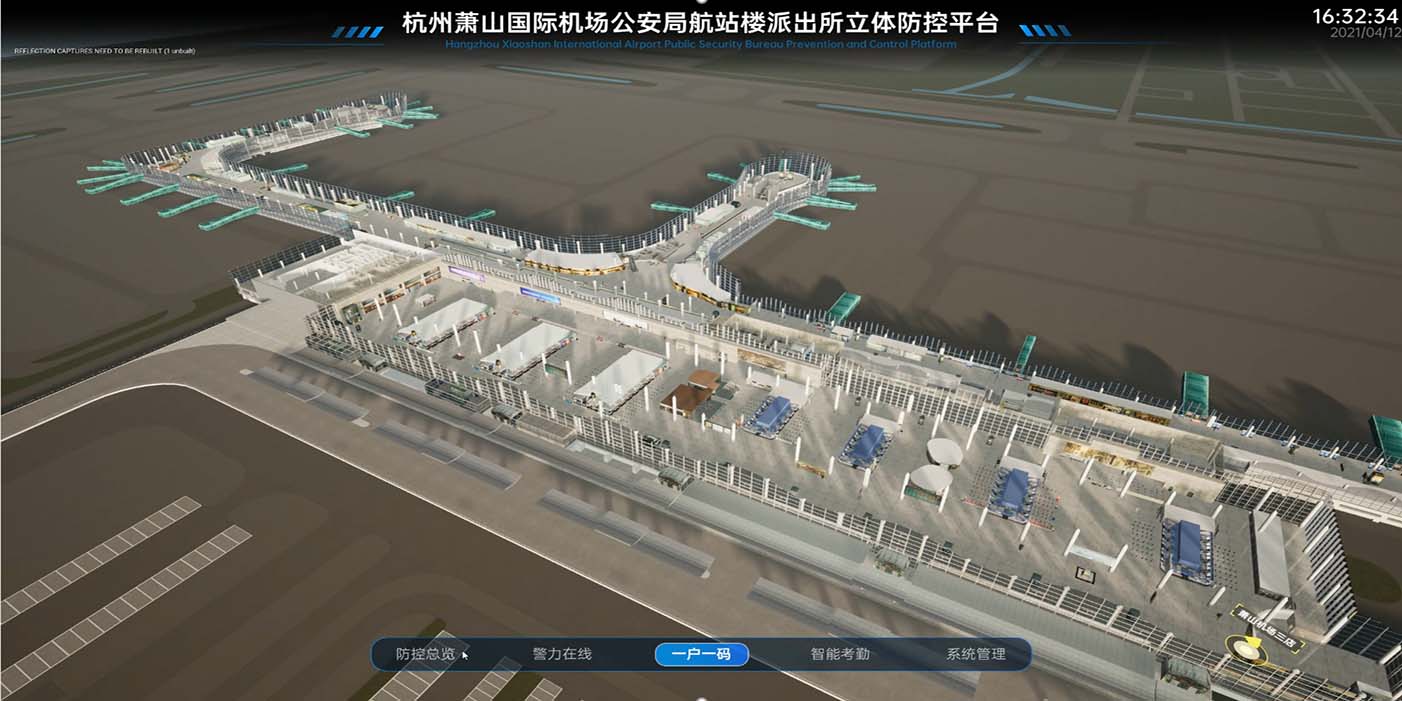 杭州萧山国际机场公安局航站楼派出所立体防控平台
Hangzhou Xiaoshan International Airport Public Security Bureau Prevention and Control Platform
16:32:34
2021/04/12
REFLECTION CAPTURES NEED TO BE REBUILT (1 unbuilt)
萧山机场三店
防控总览
警力在线
一户一码
智能考勤
系统管理